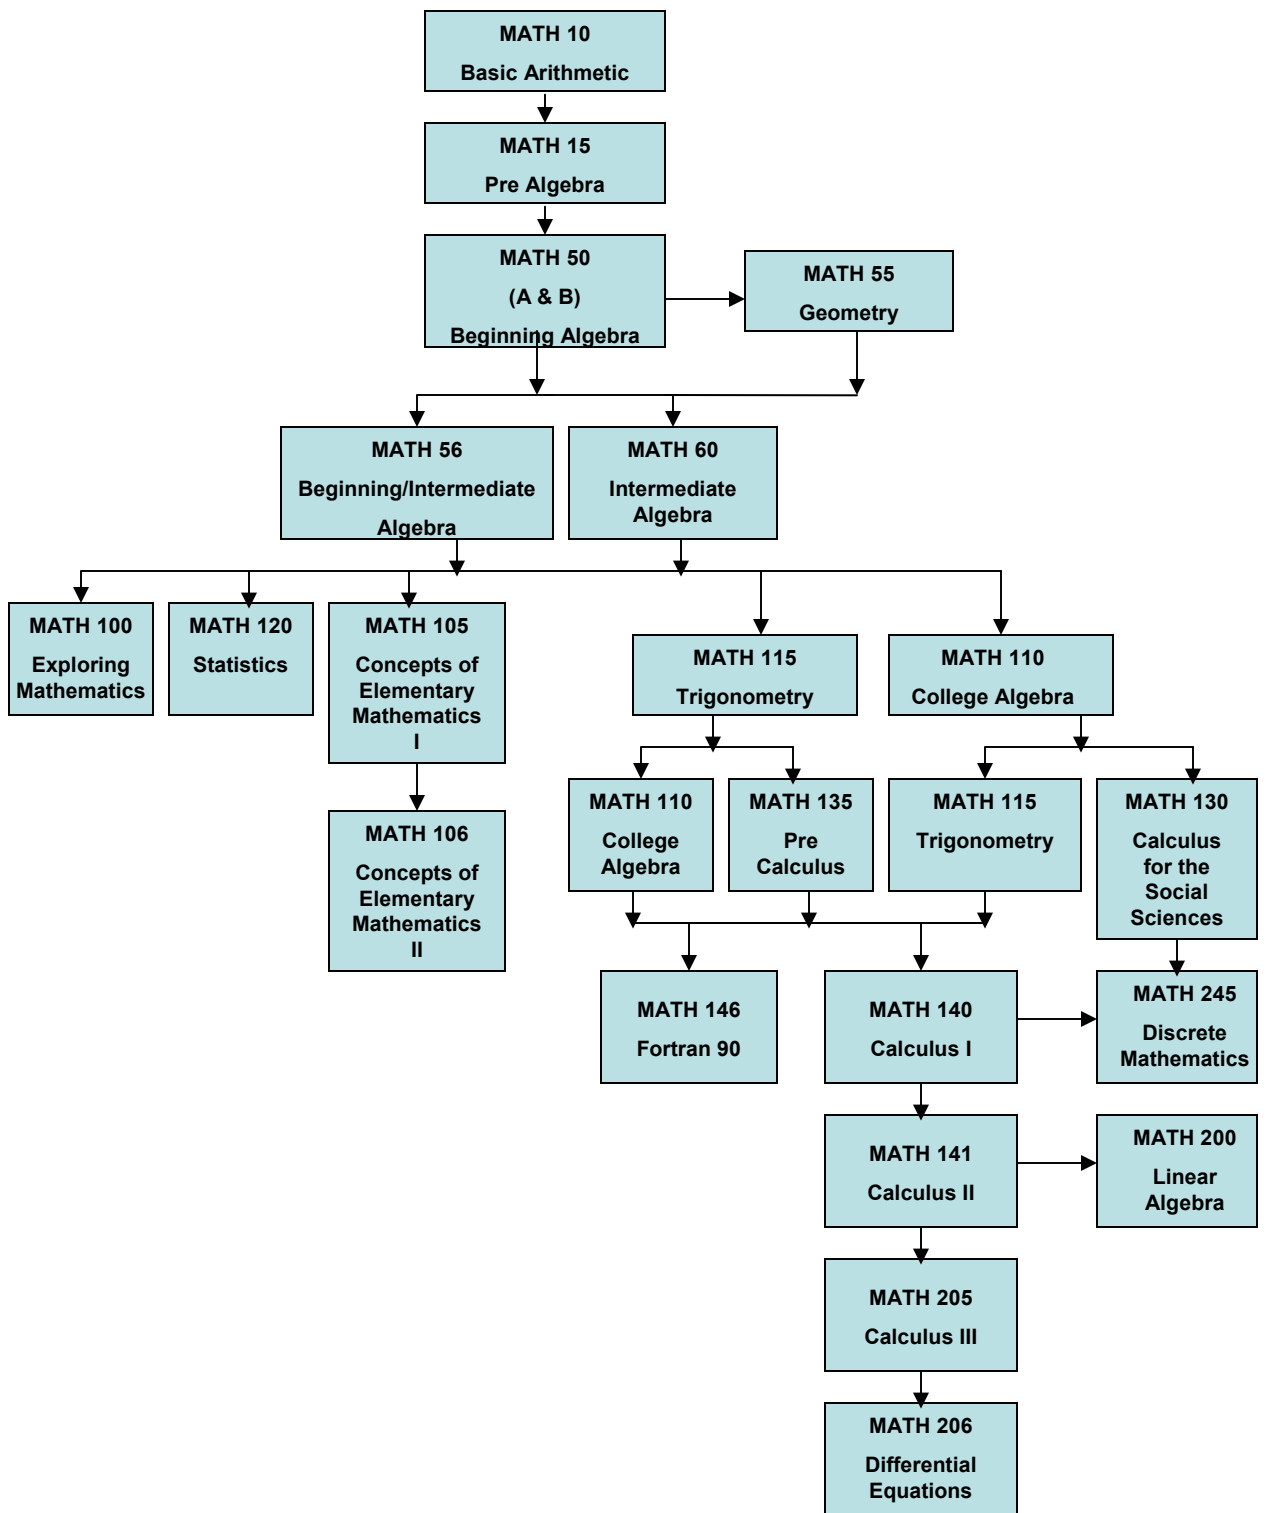 MATH 10
Basic Arithmetic
MATH 15
Pre Algebra
MATH 50
(A & B)
Beginning Algebra
MATH 55
Geometry
MATH 56
Beginning/Intermediate
Algebra
MATH 60
Intermediate
Algebra
MATH 100
Exploring
Mathematics
MATH 120
Statistics
MATH 105
Concepts of
Elementary
Mathematics
I
MATH 115
Trigonometry
MATH 110
College Algebra
MATH 106
Concepts of
Elementary
Mathematics
II
MATH 110
College
Algebra
MATH 135
Pre
Calculus
MATH 115
Trigonometry
MATH 130
Calculus
for the
Social
Sciences
MATH 146
Fortran 90
MATH 140
Calculus I
MATH 245
Discrete
Mathematics
MATH 141
Calculus II
MATH 200
Linear
Algebra
MATH 205
Calculus III
MATH 206
Differential
Equations